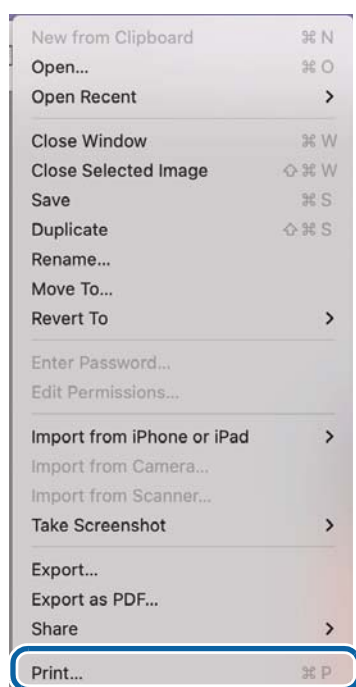 New from Clipboard ⌘ N
Open... ⌘ O
Open Recent >
Close Window ⌘ W
Close Selected Image ⇧ ⌘ W
Save ⌘ S
Duplicate ⇧ ⌘ S
Rename...
Move To...
Revert To >
Enter Password...
Edit Permissions...
Import from iPhone or iPad >
Import from Camera...
Import from Scanner...
Take Screenshot >
Export...
Export as PDF...
Share >
Print... ⌘ P